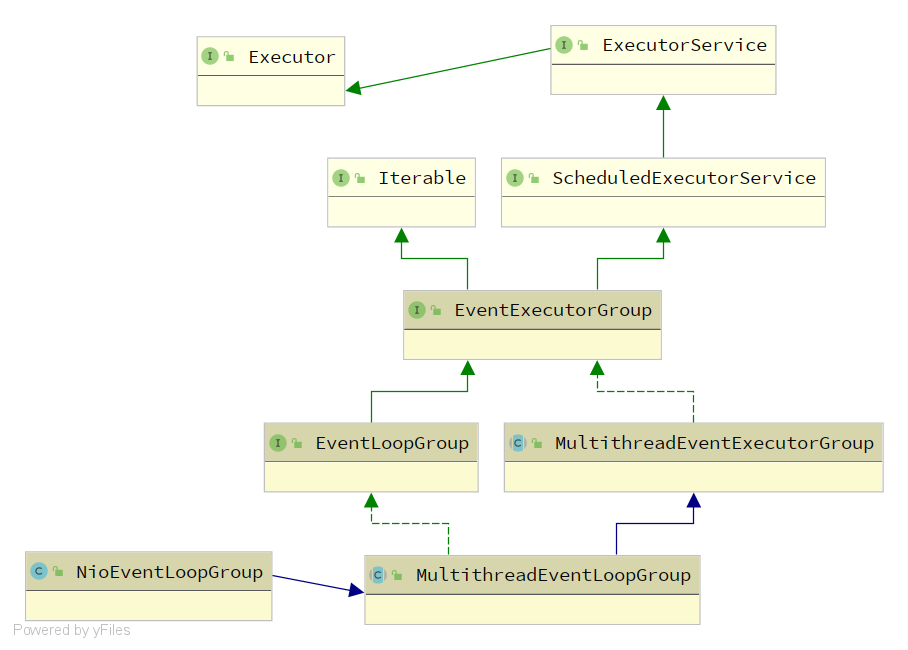 I Executor
I ExecutorService
I Iterable
I ScheduledExecutorService
I EventExecutorGroup
I EventLoopGroup
C MultithreadEventExecutorGroup
C NioEventLoopGroup
C MultithreadEventLoopGroup
Powered by yFiles